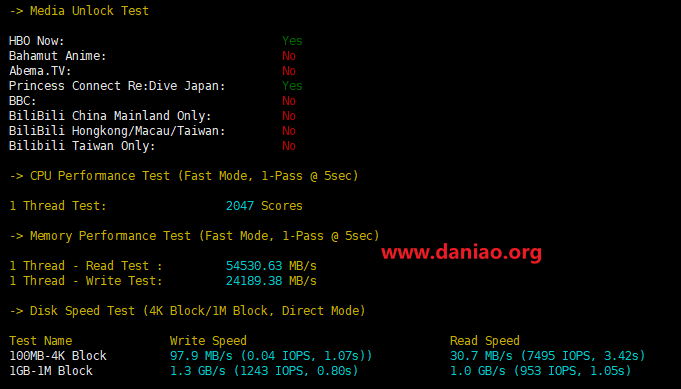 -> Media Unlock Test
HBO Now: Yes
Bahamut Anime: No
Abema.TV: No
Princess Connect Re:Dive Japan: Yes
BBC: No
BiliBili China Mainland Only: No
BiliBili Hongkong/Macau/Taiwan: No
Bilibili Taiwan Only: No
-> CPU Performance Test (Fast Mode, 1-Pass @ 5sec)
1 Thread Test: 2047 Scores
-> Memory Performance Test (Fast Mode, 1-Pass @ 5sec)
www.daniao.org
1 Thread - Read Test : 54530.63 MB/s
1 Thread - Write Test: 24189.38 MB/s
-> Disk Speed Test (4K Block/1M Block, Direct Mode)
Test Name Write Speed Read Speed
100MB-4K Block 97.9 MB/s (0.04 IOPS, 1.07s)) 30.7 MB/s (7495 IOPS, 3.42s)
1GB-1M Block 1.3 GB/s (1243 IOPS, 0.80s) 1.0 GB/s (953 IOPS, 1.05s)